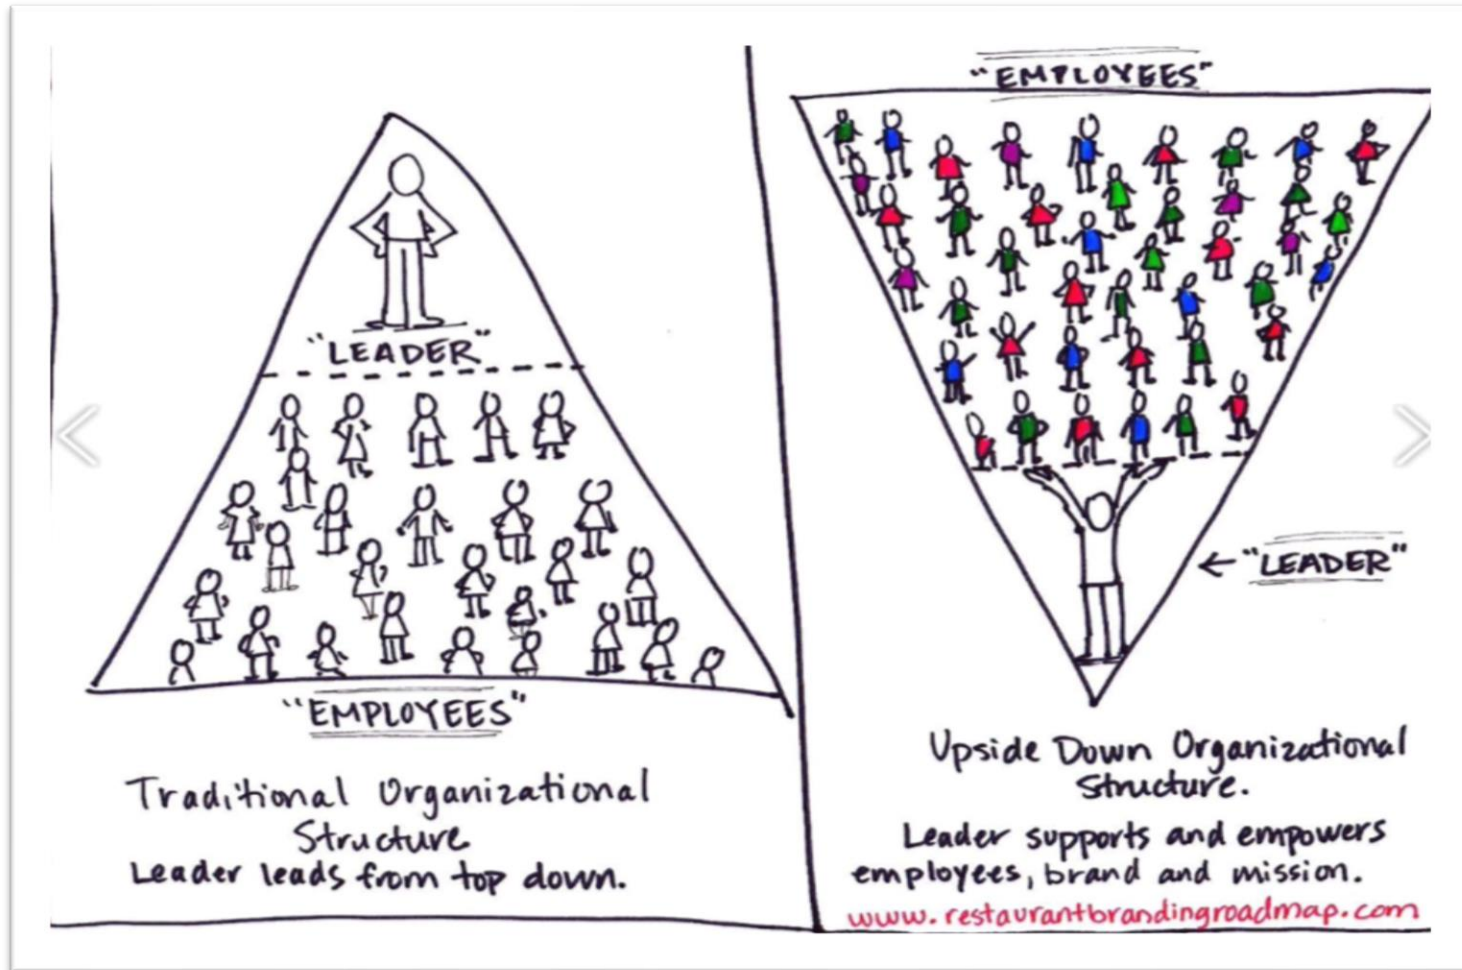 "LEADER"
"EMPLOYEES"
Traditional Organizational
Structure
Leader leads from top down.
"EMPLOYEES"
"LEADER"
Upside Down Organizational
Structure.
Leader supports and empowers
employees, brand and mission.
www.restaurantbrandingroadmap.com